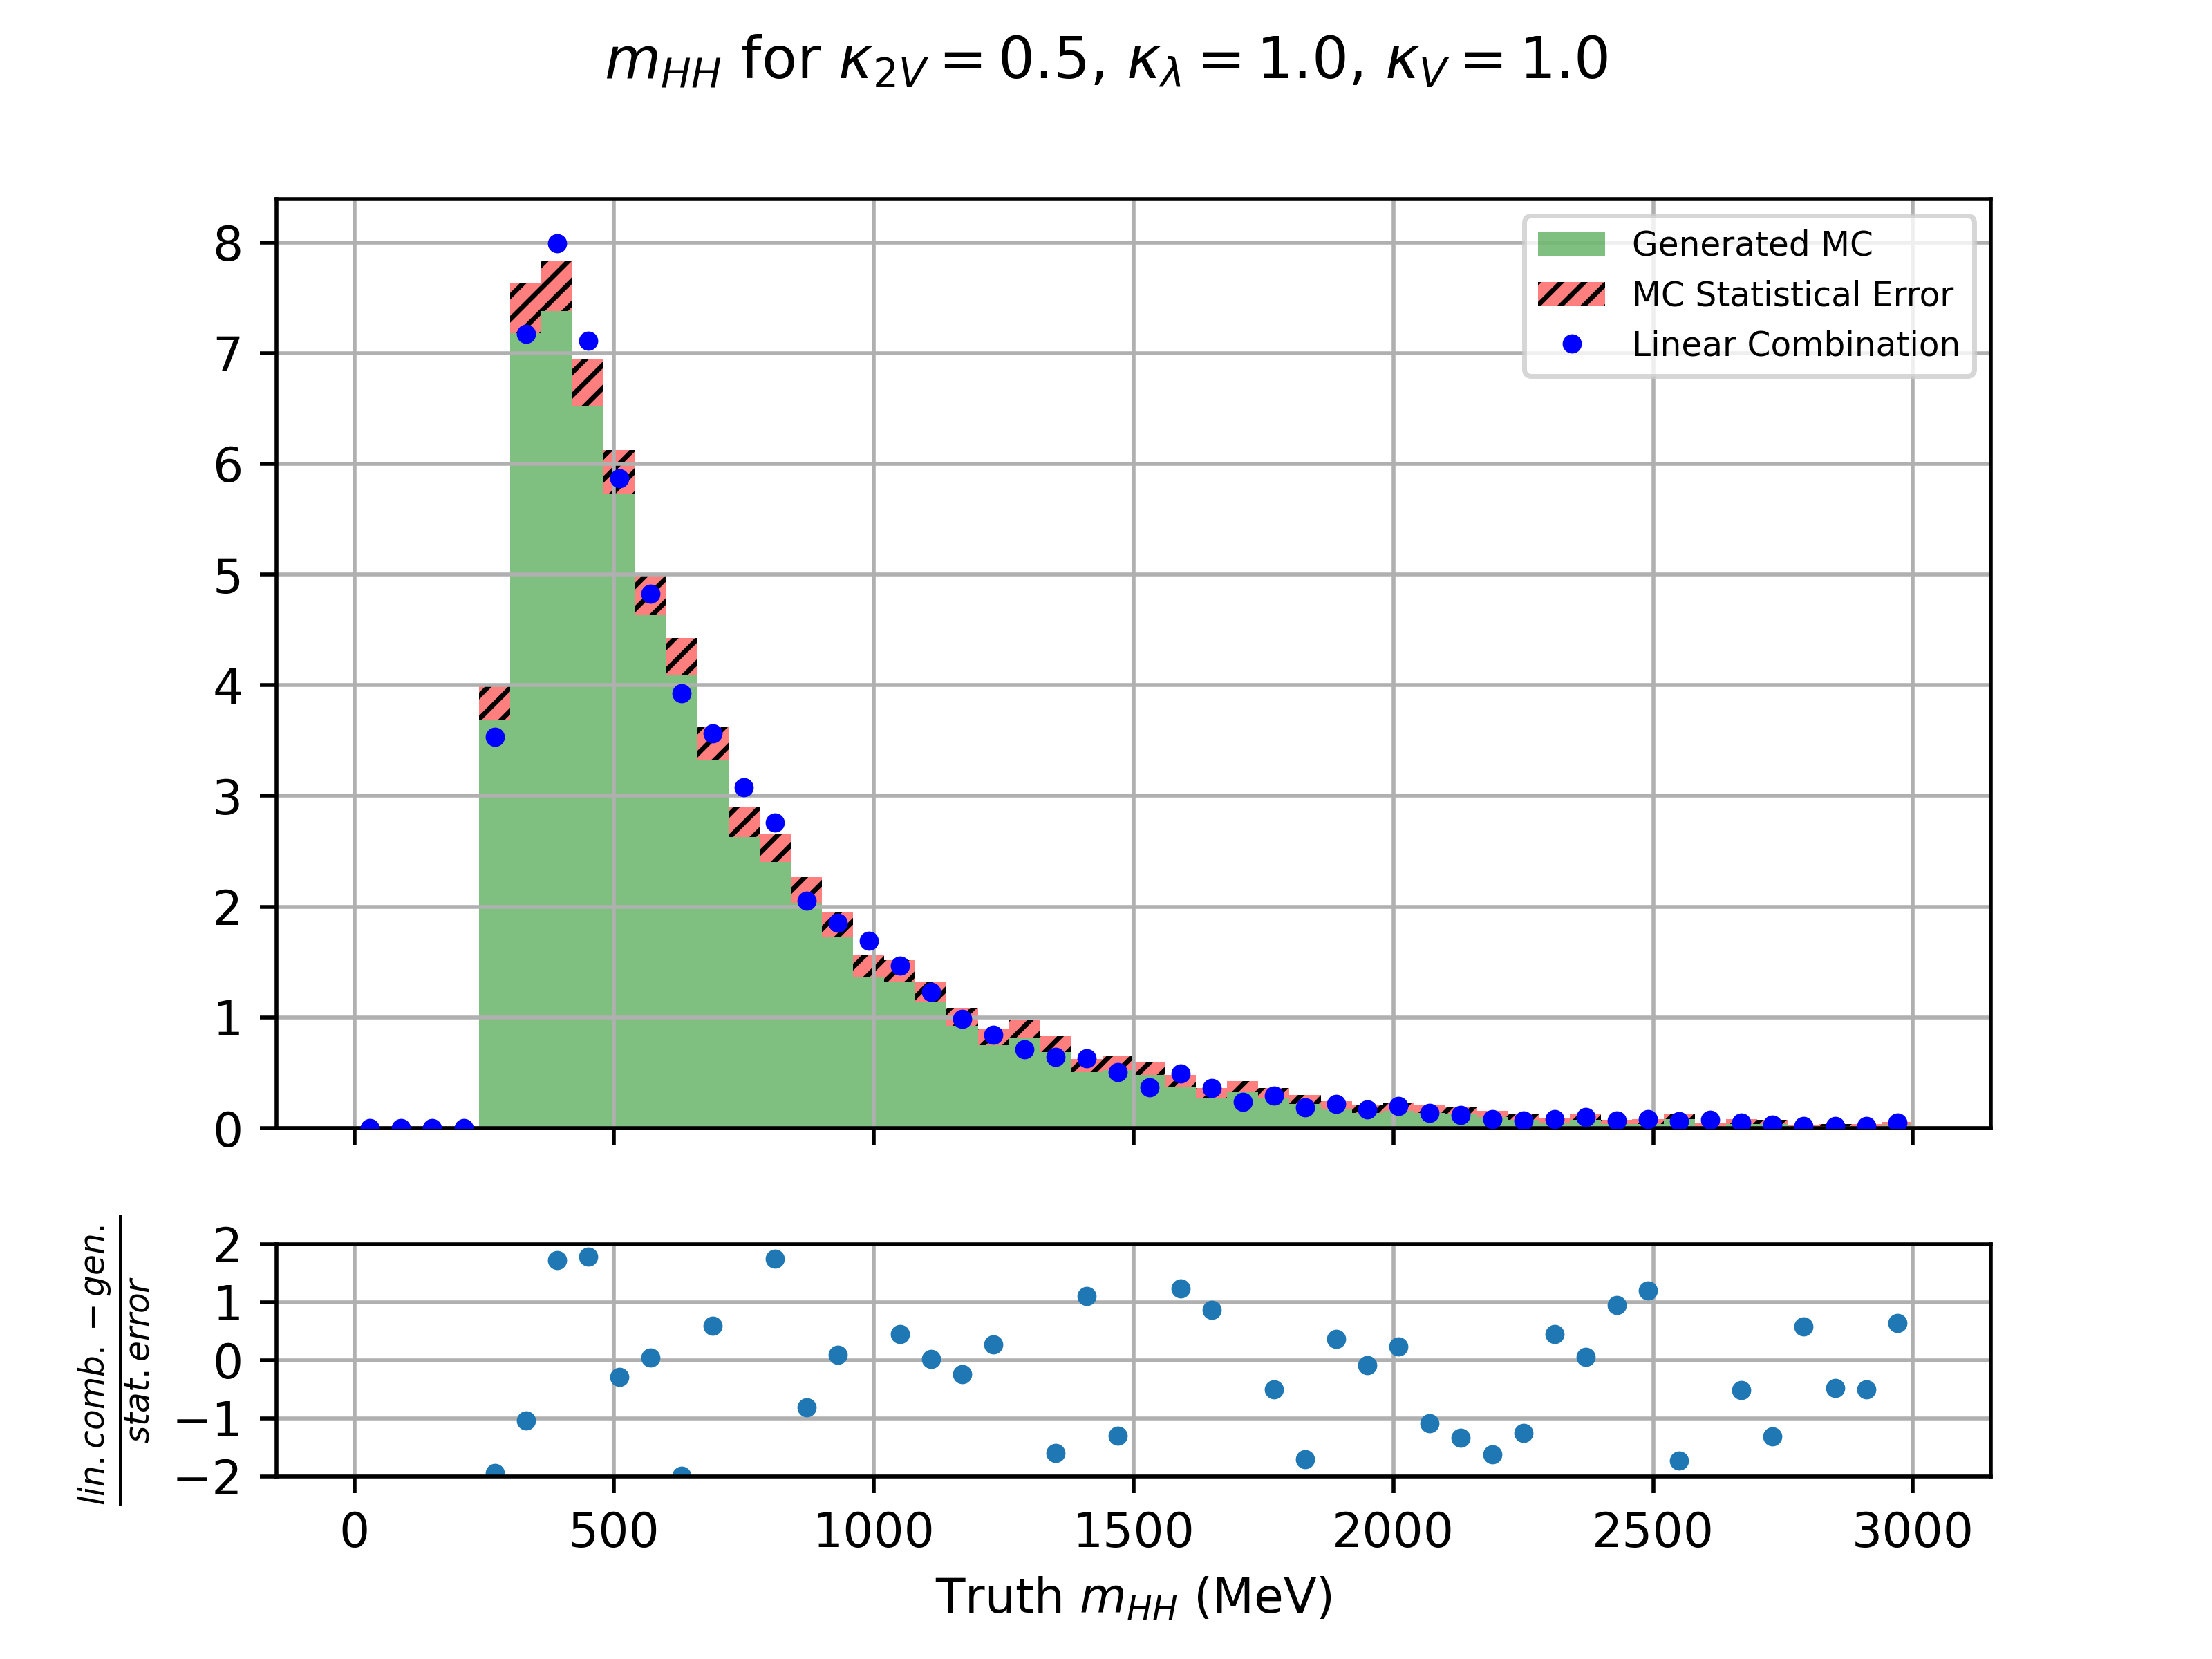 m_HH for κ_2V = 0.5, κ_λ = 1.0, κ_V = 1.0
8
7
6
5
4
3
2
1
0
Generated MC
MC Statistical Error
Linear Combination
lin. comb. − gen.
stat. error
2
1
0
−1
−2
0 500 1000 1500 2000 2500 3000
Truth m_HH (MeV)